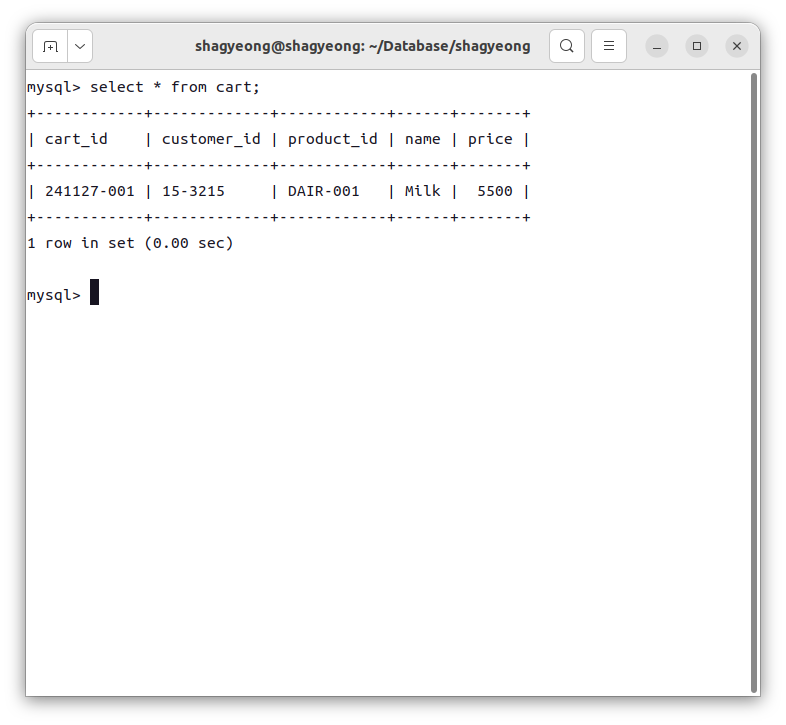 shagyeong@shagyeong: ~/Database/shagyeong
mysql> select * from cart;
+------------+-------------+------------+------+-------+
| cart_id    | customer_id | product_id | name | price |
+------------+-------------+------------+------+-------+
| 241127-001 | 15-3215     | DAIR-001   | Milk |  5500 |
+------------+-------------+------------+------+-------+
1 row in set (0.00 sec)
mysql>